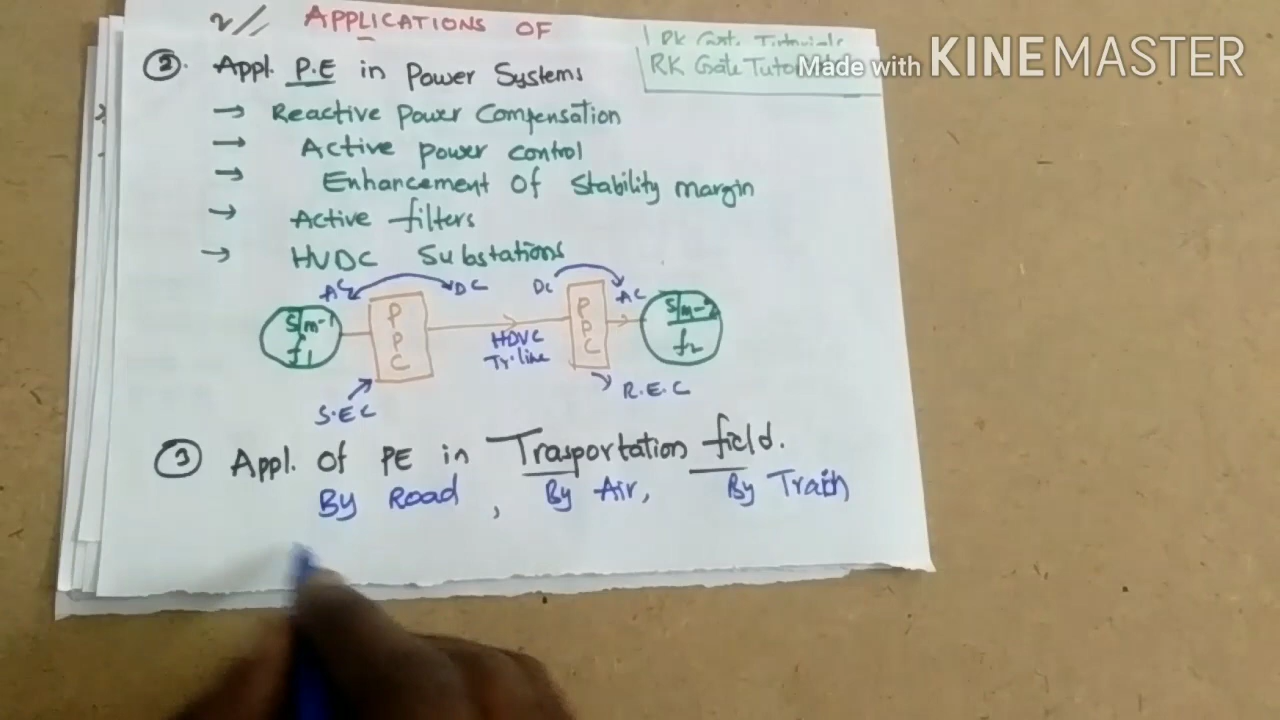 2// APPLICATIONS OF
RK Gate Tutorials
Made with KINEMASTER
② Appl. P.E in Power Systems
→ Reactive Power Compensation
→ Active power control
→ Enhancement Of Stability margin
→ Active filters
→ HVDC Substations
AC DC DC AC
S/m-1 f1 PPC HDVC Tr.line PPC S/m-2 f2
S.E.C R.E.C
③ Appl. Of PE in Trasportation field.
By Road, By Air, By Train